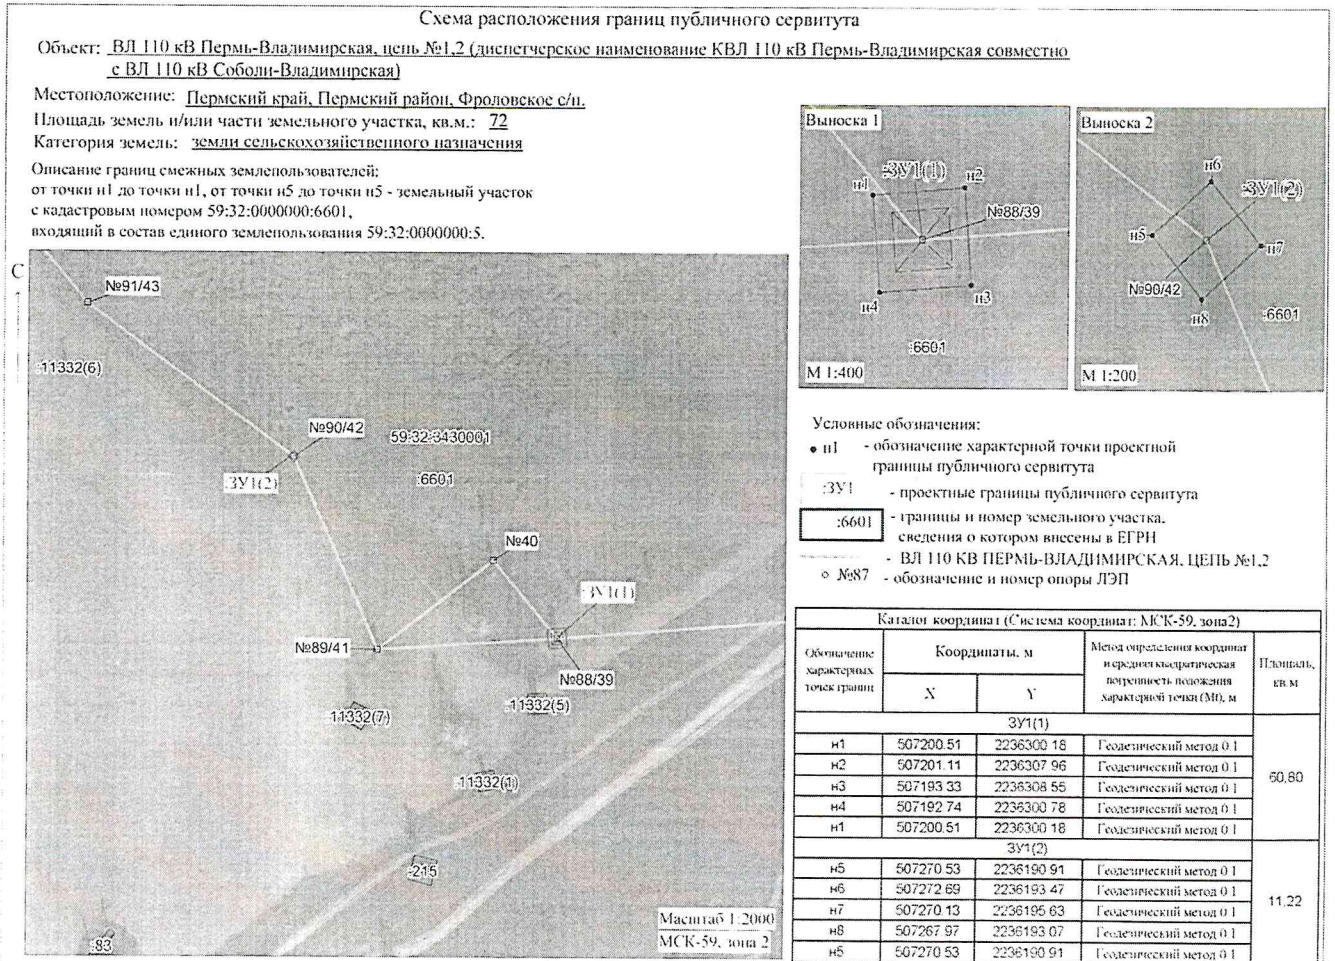 Схема расположения границ публичного сервитута
Объект: ВЛ 110 кВ Пермь-Владимирская, цепь №1,2 (диспетчерское наименование КВЛ 110 кВ Пермь-Владимирская совместно
с ВЛ 110 кВ Соболи-Владимирская)
Местоположение: Пермский край, Пермский район, Фроловское с/п.
Площадь земель и/или части земельного участка, кв.м.: 72
Категория земель: земли сельскохозяйственного назначения
Описание границ смежных землепользователей:
от точки н1 до точки н1, от точки н5 до точки н5 - земельный участок
с кадастровым номером 59:32:0000000:6601,
входящий в состав единого землепользования 59:32:0000000:5.
С
№91/43
:11332(6)
№90/42
59:32:3430001
:ЗУ1(2)
:6601
№40
:ЗУ1(1)
№89/41
№88/39
:11332(5)
11332(7)
:11332(1)
:215
:83
Масштаб 1:2000
МСК-59, зона 2
Выноска 1
:ЗУ1(1)
н1
н2
№88/39
н3
н4
:6601
М 1:400
Выноска 2
н6
:ЗУ1(2)
н5
н7
№90/42
н8
:6601
М 1:200
Условные обозначения:
н1 - обозначение характерной точки проектной
границы публичного сервитута
:ЗУ1 - проектные границы публичного сервитута
:6601 - границы и номер земельного участка,
сведения о котором внесены в ЕГРН
- ВЛ 110 КВ ПЕРМЬ-ВЛАДИМИРСКАЯ, ЦЕПЬ №1,2
№87 - обозначение и номер опоры ЛЭП
Каталог координат (Система координат: МСК-59, зона2)
Обозначение характерных точек границ
Координаты, м
Метод определения координат и средняя квадратическая погрешность положения характерной точки (Mt), м
Площадь, кв.м
X Y
ЗУ1(1)
н1 507200.51 2236300.18 Геодезический метод 0.1
н2 507201.11 2236307.96 Геодезический метод 0.1
н3 507193.33 2236308.55 Геодезический метод 0.1
н4 507192.74 2236300.78 Геодезический метод 0.1
н1 507200.51 2236300.18 Геодезический метод 0.1
60,80
ЗУ1(2)
н5 507270.53 2236190.91 Геодезический метод 0.1
н6 507272.69 2236193.47 Геодезический метод 0.1
н7 507270.13 2236195.63 Геодезический метод 0.1
н8 507267.97 2236193.07 Геодезический метод 0.1
н5 507270.53 2236190.91 Геодезический метод 0.1
11,22